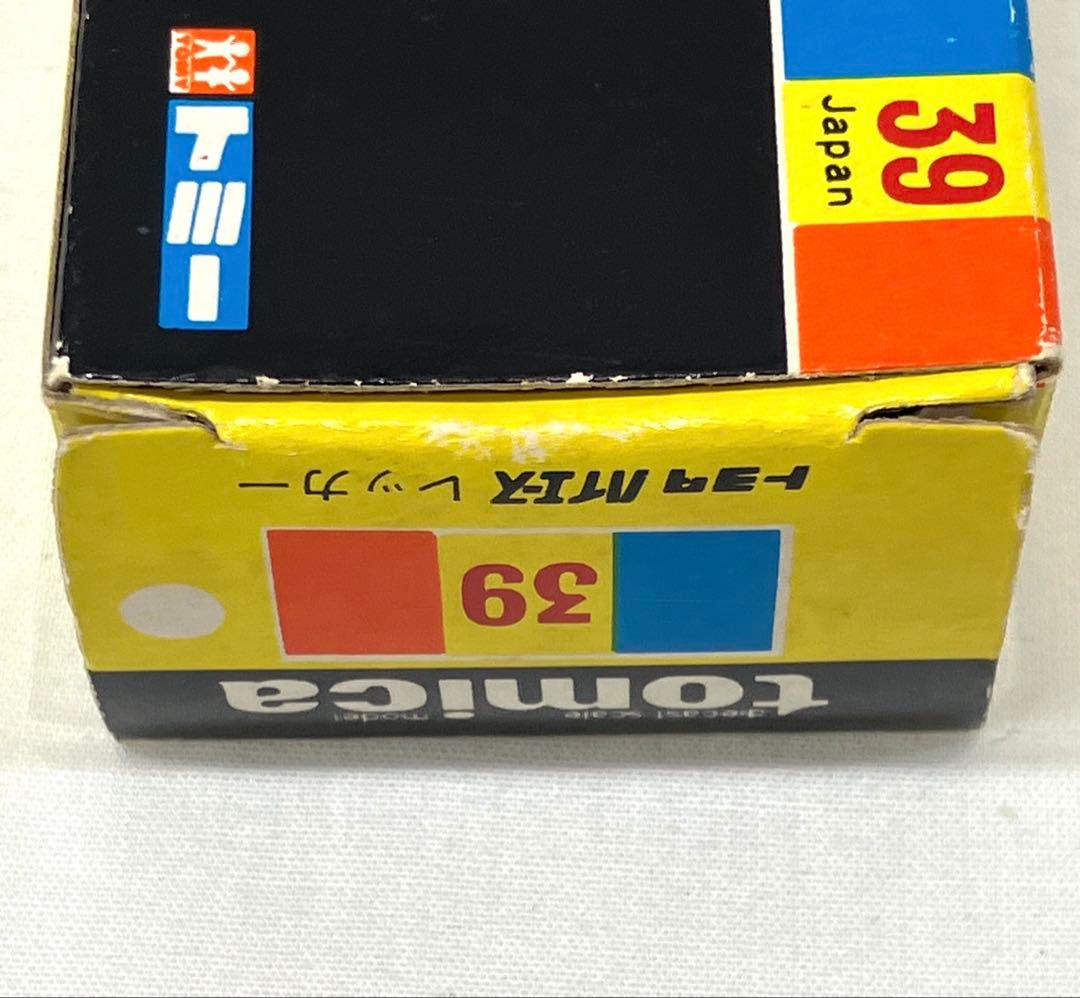 TOMY
トミー
39
Japan
トヨタ ハイエース レッカー
39
tomica
diecast scale model